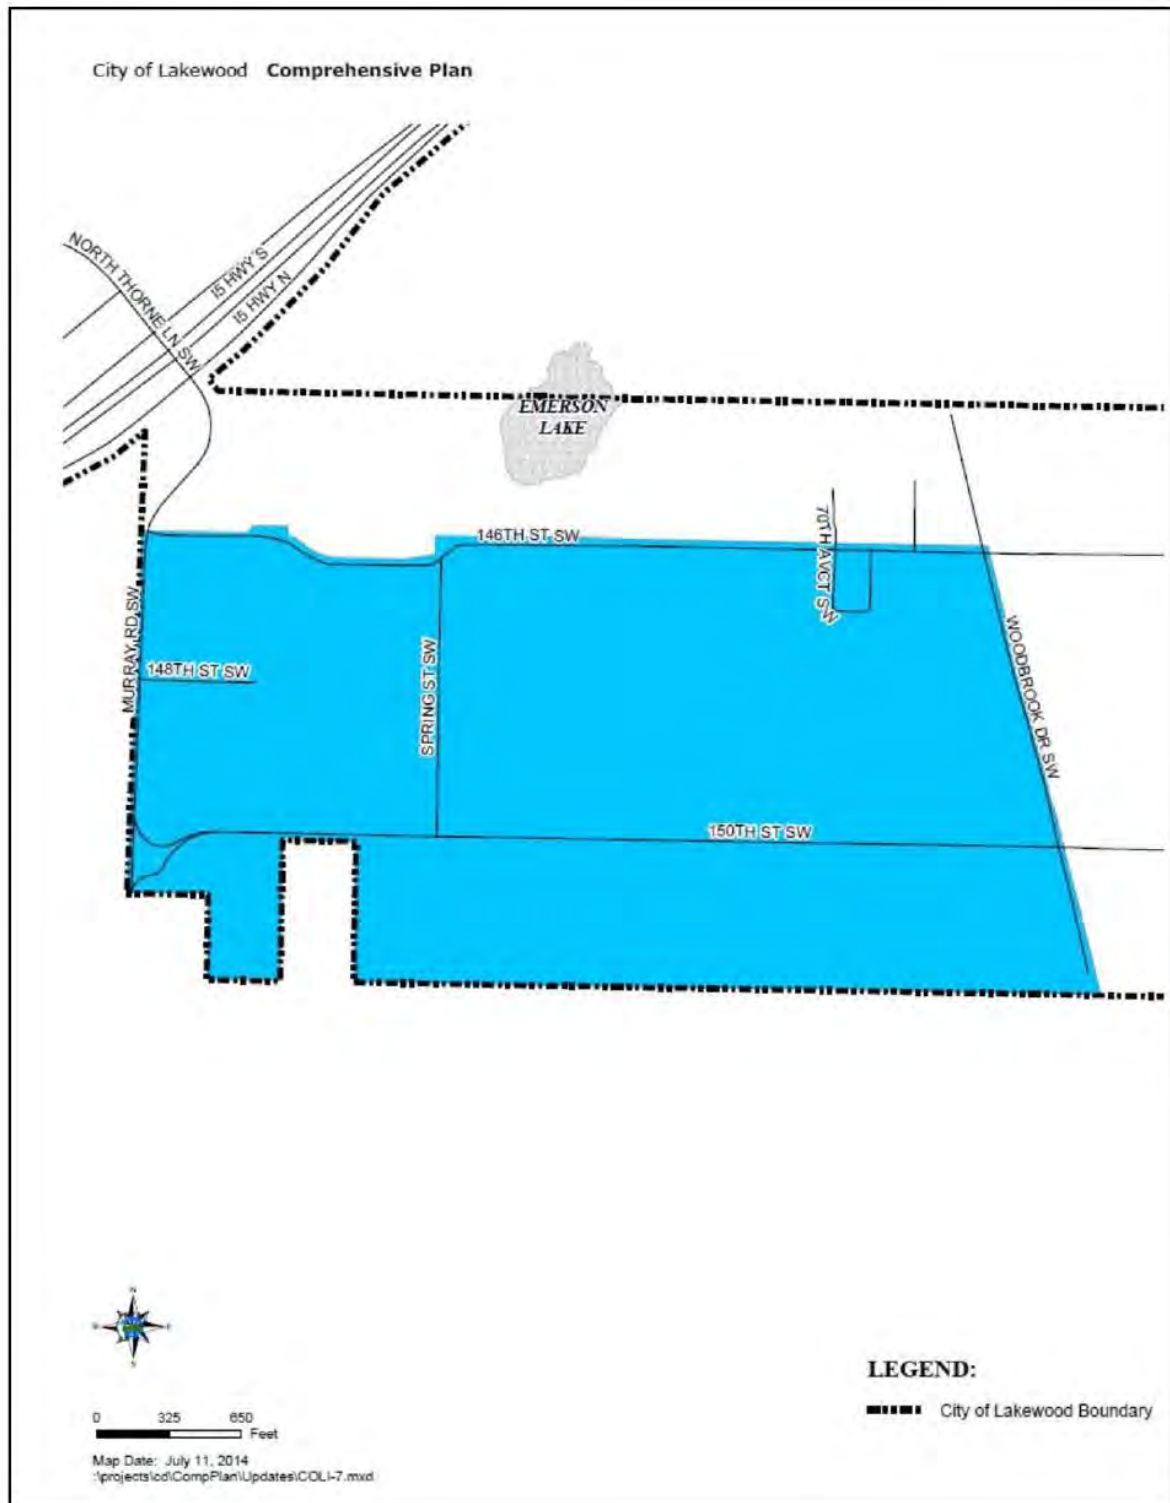 City of Lakewood Comprehensive Plan
NORTH THORNE LN SW
I5 HWY S
I5 HWY N
EMERSON
LAKE
146TH ST SW
70TH AVCT SW
MURRAY RD SW
148TH ST SW
SPRING ST SW
WOODBROOK DR SW
150TH ST SW
N
E
S
LEGEND:
City of Lakewood Boundary
0 325 650
Feet
Map Date: July 11, 2014
:\projects\cd\CompPlan\Updates\COLI-7.mxd